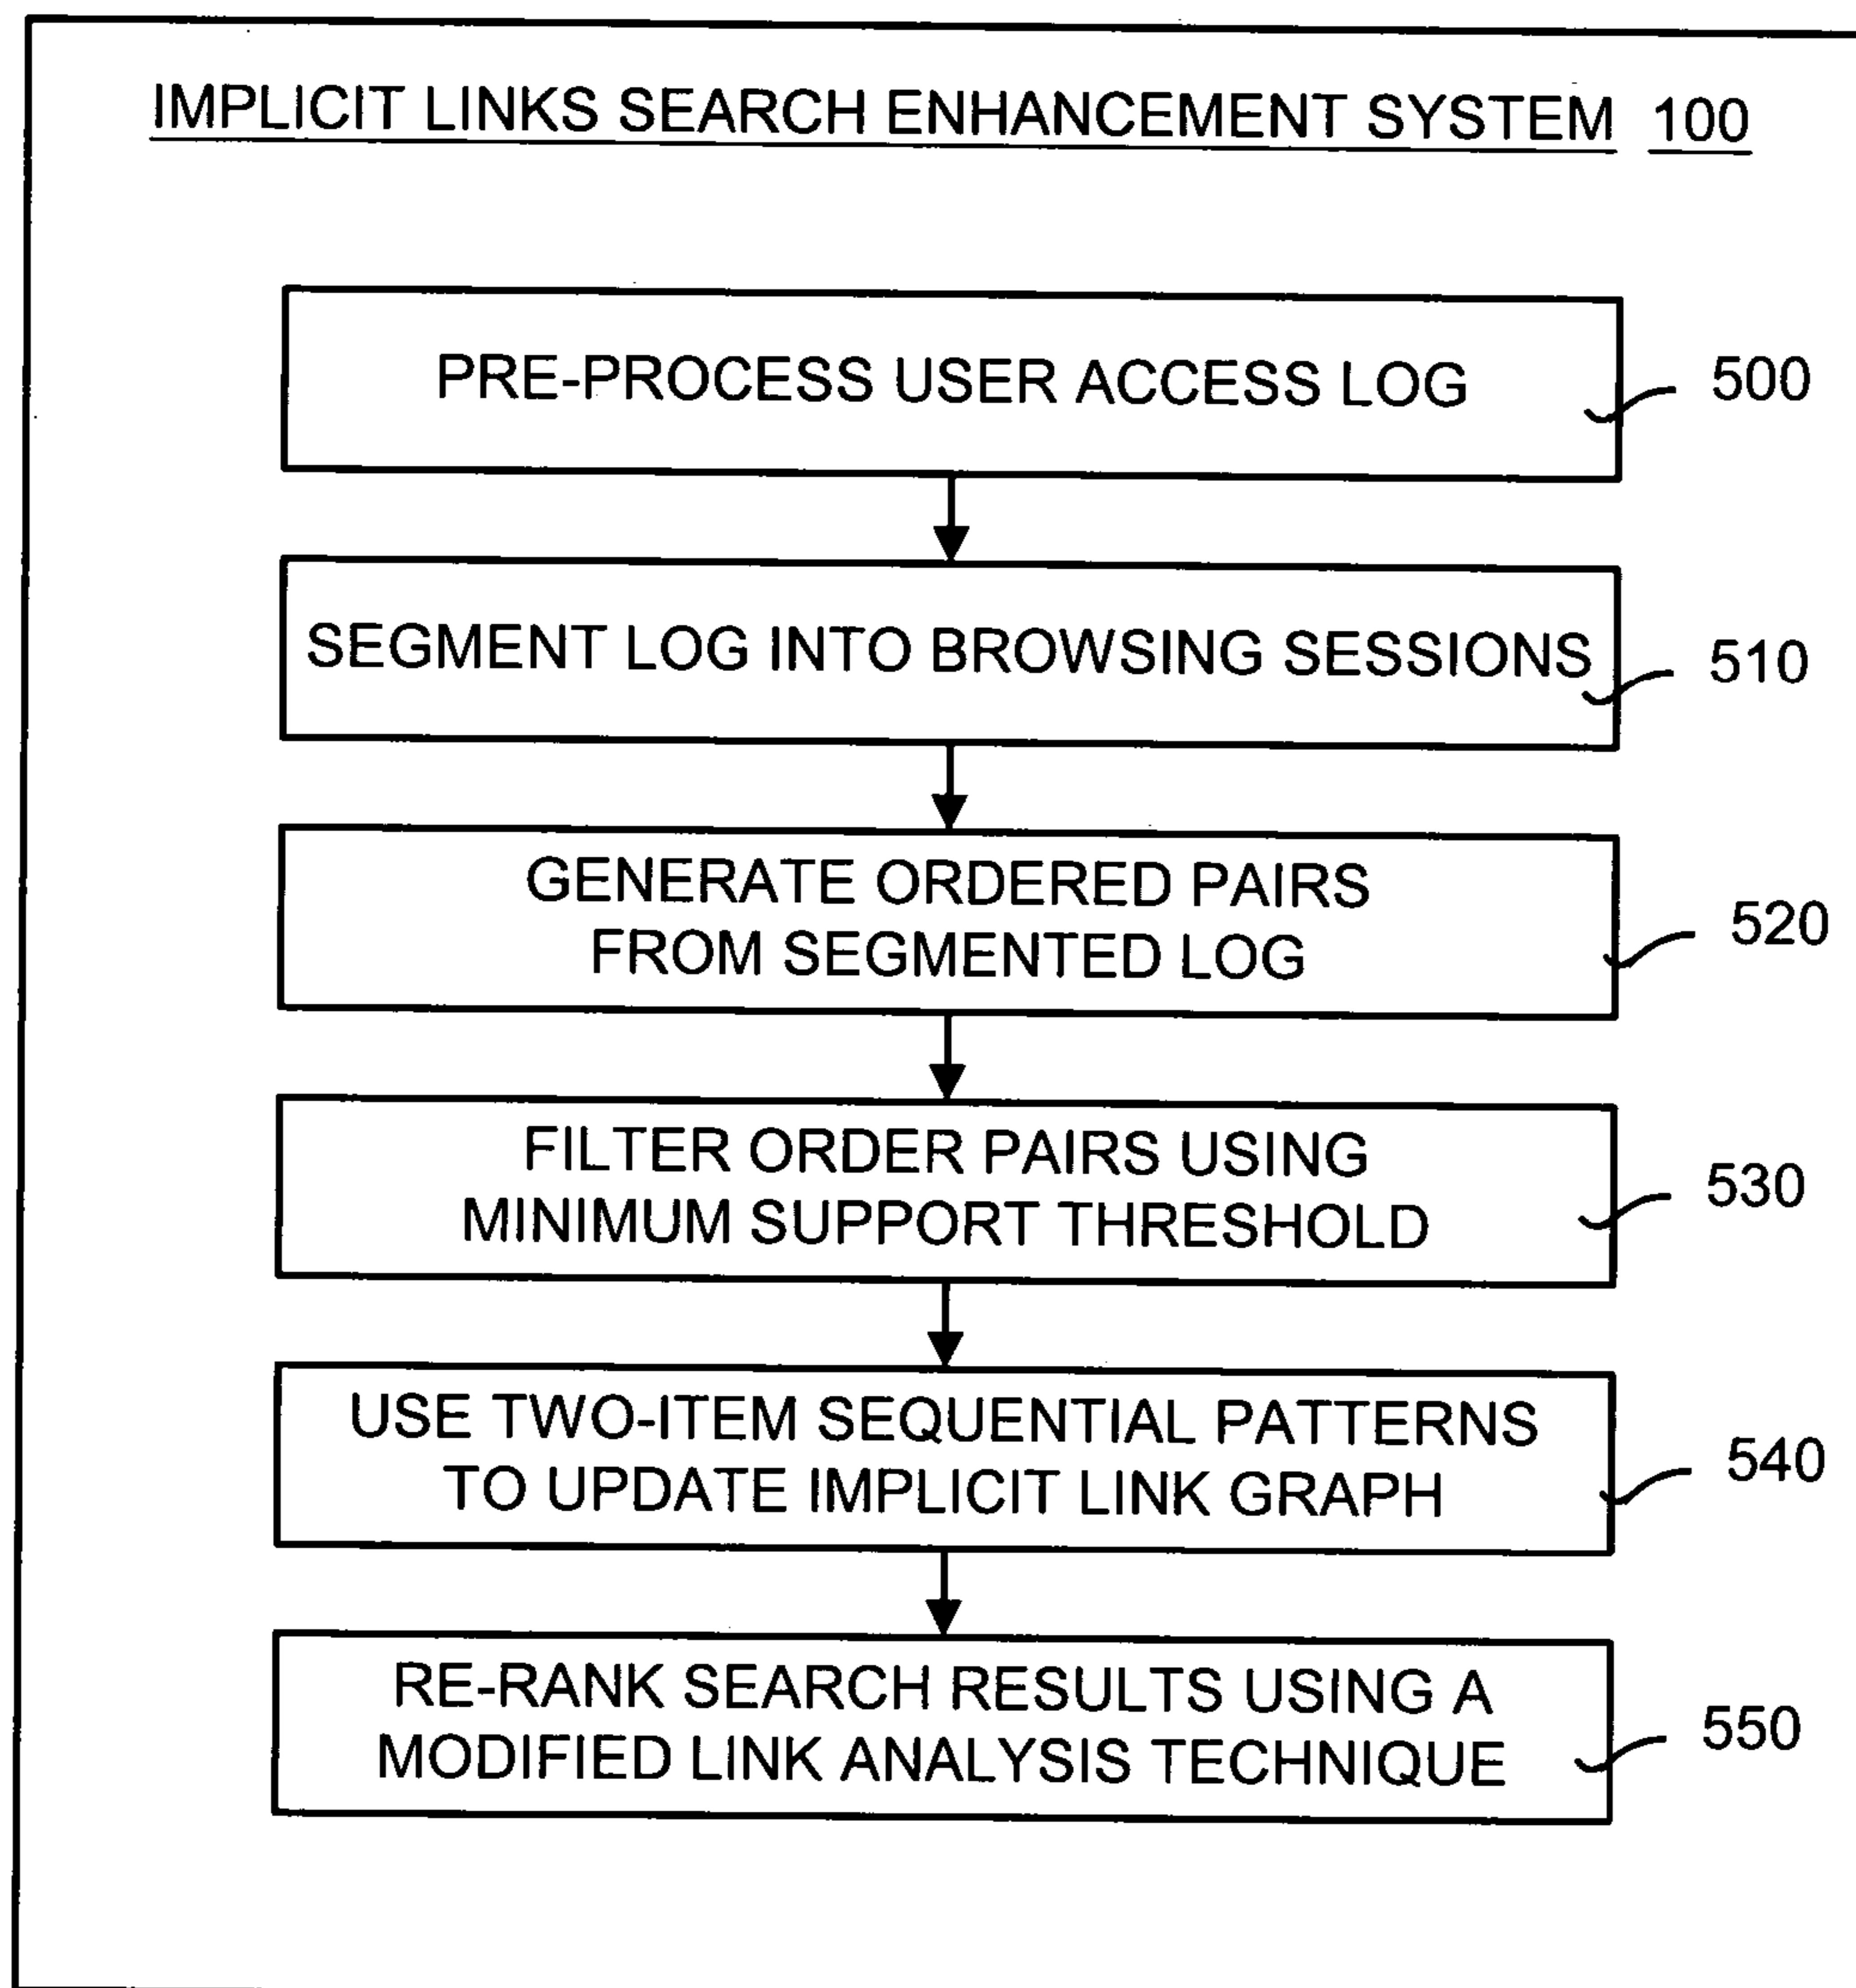 IMPLICIT LINKS SEARCH ENHANCEMENT SYSTEM 100
PRE-PROCESS USER ACCESS LOG
500
SEGMENT LOG INTO BROWSING SESSIONS
510
GENERATE ORDERED PAIRS
FROM SEGMENTED LOG
520
FILTER ORDER PAIRS USING
MINIMUM SUPPORT THRESHOLD
530
USE TWO-ITEM SEQUENTIAL PATTERNS
TO UPDATE IMPLICIT LINK GRAPH
540
RE-RANK SEARCH RESULTS USING A
MODIFIED LINK ANALYSIS TECHNIQUE
550